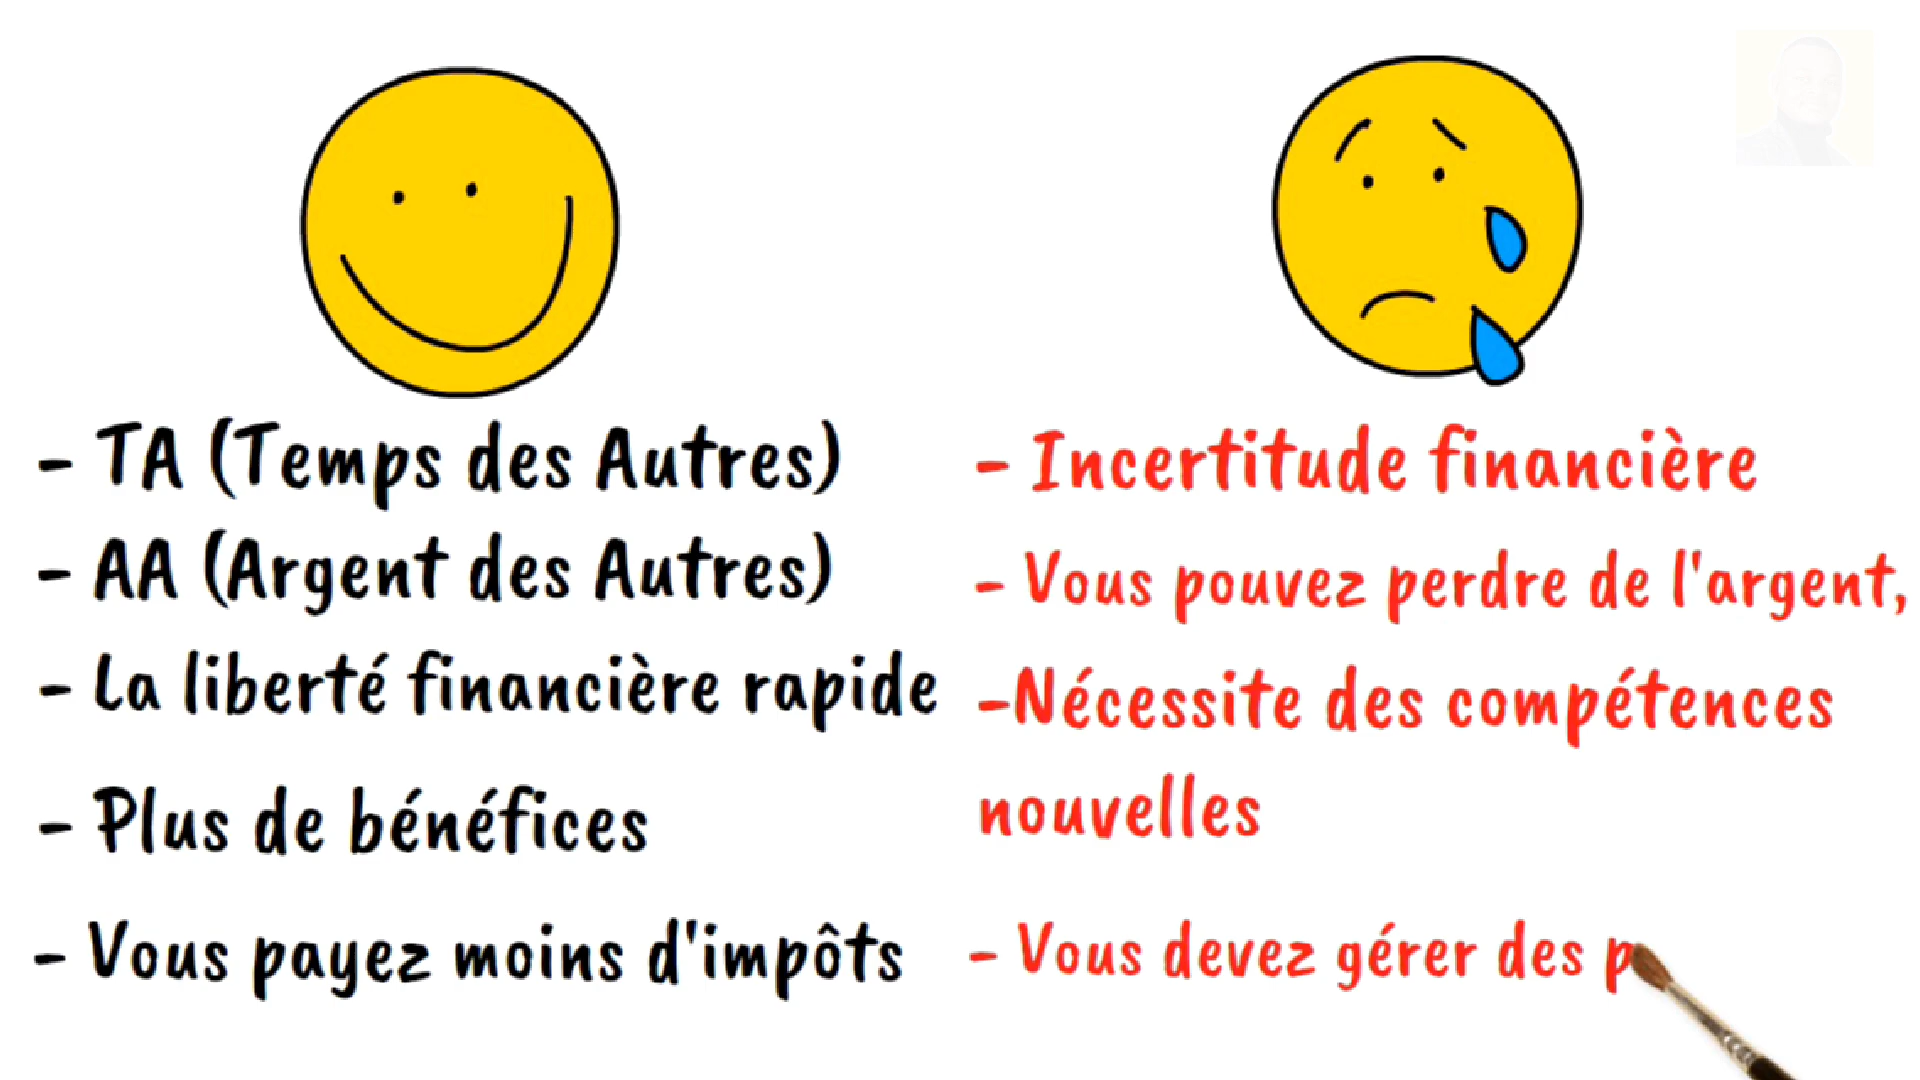 - TA (Temps des Autres)
- AA (Argent des Autres)
- La liberté financière rapide
- Plus de bénéfices
- Vous payez moins d'impôts
- Incertitude financière
- Vous pouvez perdre de l'argent,
-Nécessite des compétences
nouvelles
- Vous devez gérer des p